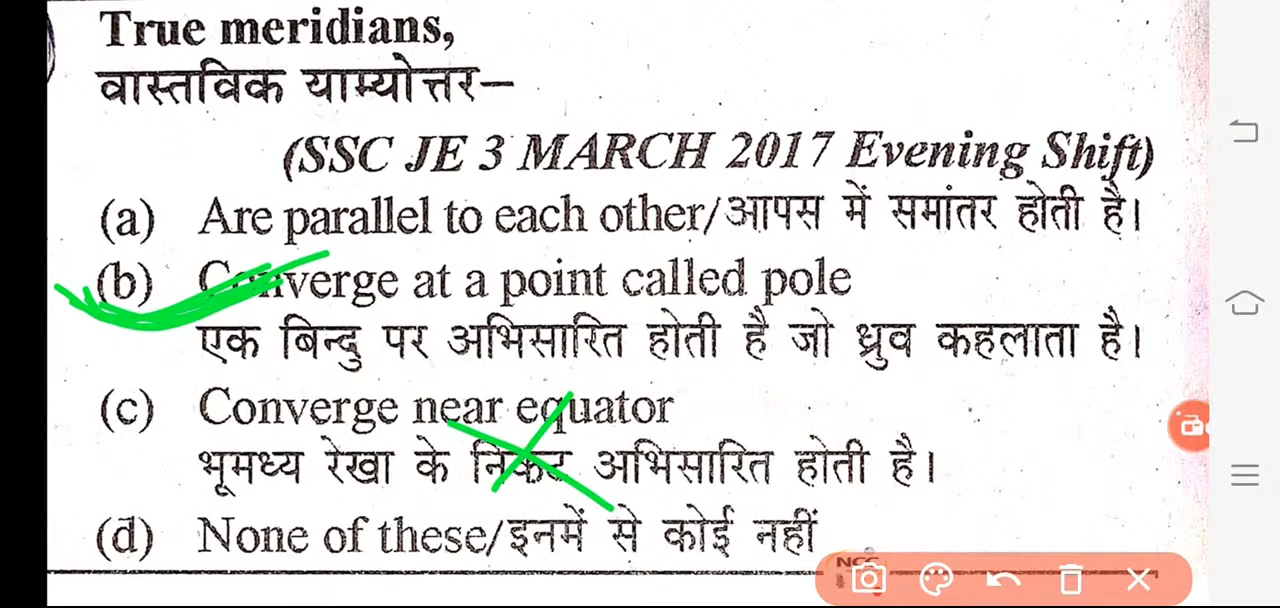 True meridians,
वास्तविक याम्योत्तर–
(SSC JE 3 MARCH 2017 Evening Shift)
(a) Are parallel to each other/आपस में समांतर होती है।
(b) Converge at a point called pole
एक बिन्दु पर अभिसारित होती है जो ध्रुव कहलाता है।
(c) Converge near equator
भूमध्य रेखा के निकट अभिसारित होती है।
(d) None of these/इनमें से कोई नहीं